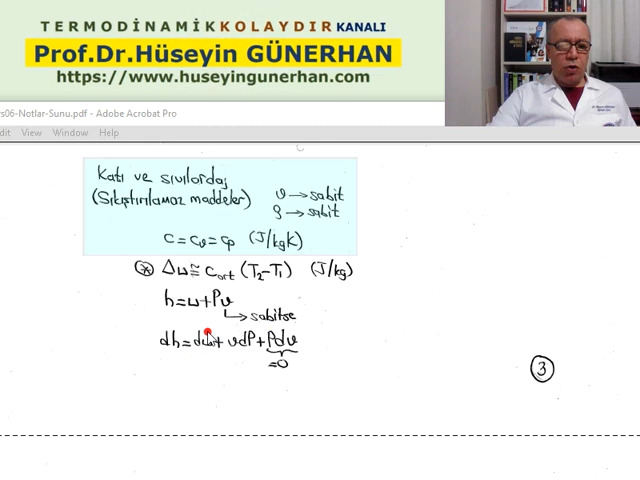 TERMODİNAMİKKOLAYDIR KANALI
Prof.Dr.Hüseyin GÜNERHAN
https://www.huseyingunerhan.com
rs06-Notlar-Sunu.pdf - Adobe Acrobat Pro
dit View Window Help
Katı ve sıvılarda;
(Sıkıştırılamaz maddeler)
υ → sabit
ρ → sabit
c = cυ = cp (J/kgK)
* Δu ≅ cort (T2-T1) (J/kg)
h = u + Pυ
↳ sabitse
dh = du + υdP + Pdυ
=0
3